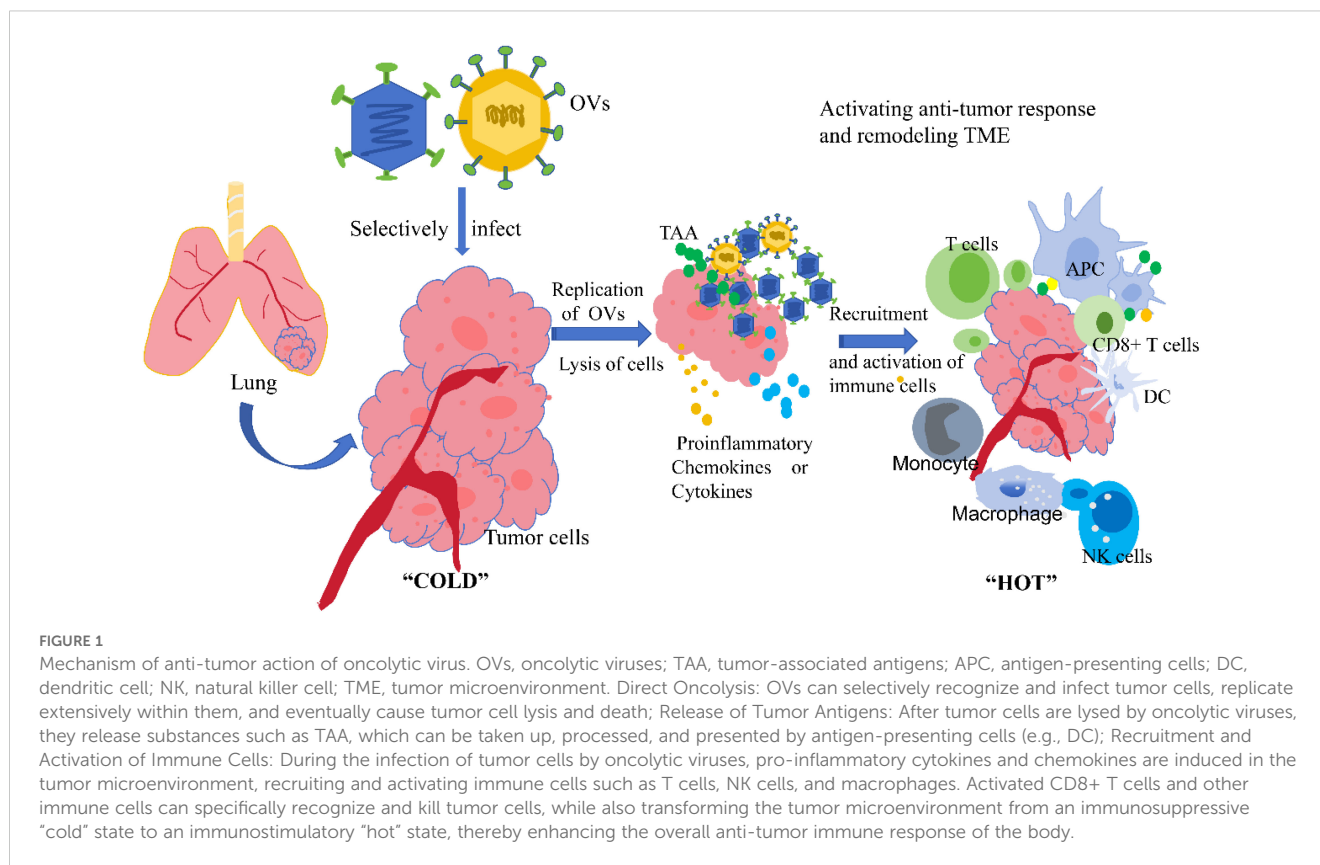 OVs
Activating anti-tumor response
and remodeling TME
Selectively infect
Lung
Tumor cells
"COLD"
Replication
of OVs
Lysis of cells
TAA
Proinflammatory
Chemokines or
Cytokines
Recruitment
and activation of
immune cells
T cells
APC
CD8+ T cells
DC
Monocyte
Macrophage
NK cells
"HOT"
FIGURE 1
Mechanism of anti-tumor action of oncolytic virus. OVs, oncolytic viruses; TAA, tumor-associated antigens; APC, antigen-presenting cells; DC,
dendritic cell; NK, natural killer cell; TME, tumor microenvironment. Direct Oncolysis: OVs can selectively recognize and infect tumor cells, replicate
extensively within them, and eventually cause tumor cell lysis and death; Release of Tumor Antigens: After tumor cells are lysed by oncolytic viruses,
they release substances such as TAA, which can be taken up, processed, and presented by antigen-presenting cells (e.g., DC); Recruitment and
Activation of Immune Cells: During the infection of tumor cells by oncolytic viruses, pro-inflammatory cytokines and chemokines are induced in the
tumor microenvironment, recruiting and activating immune cells such as T cells, NK cells, and macrophages. Activated CD8+ T cells and other
immune cells can specifically recognize and kill tumor cells, while also transforming the tumor microenvironment from an immunosuppressive
"cold" state to an immunostimulatory "hot" state, thereby enhancing the overall anti-tumor immune response of the body.